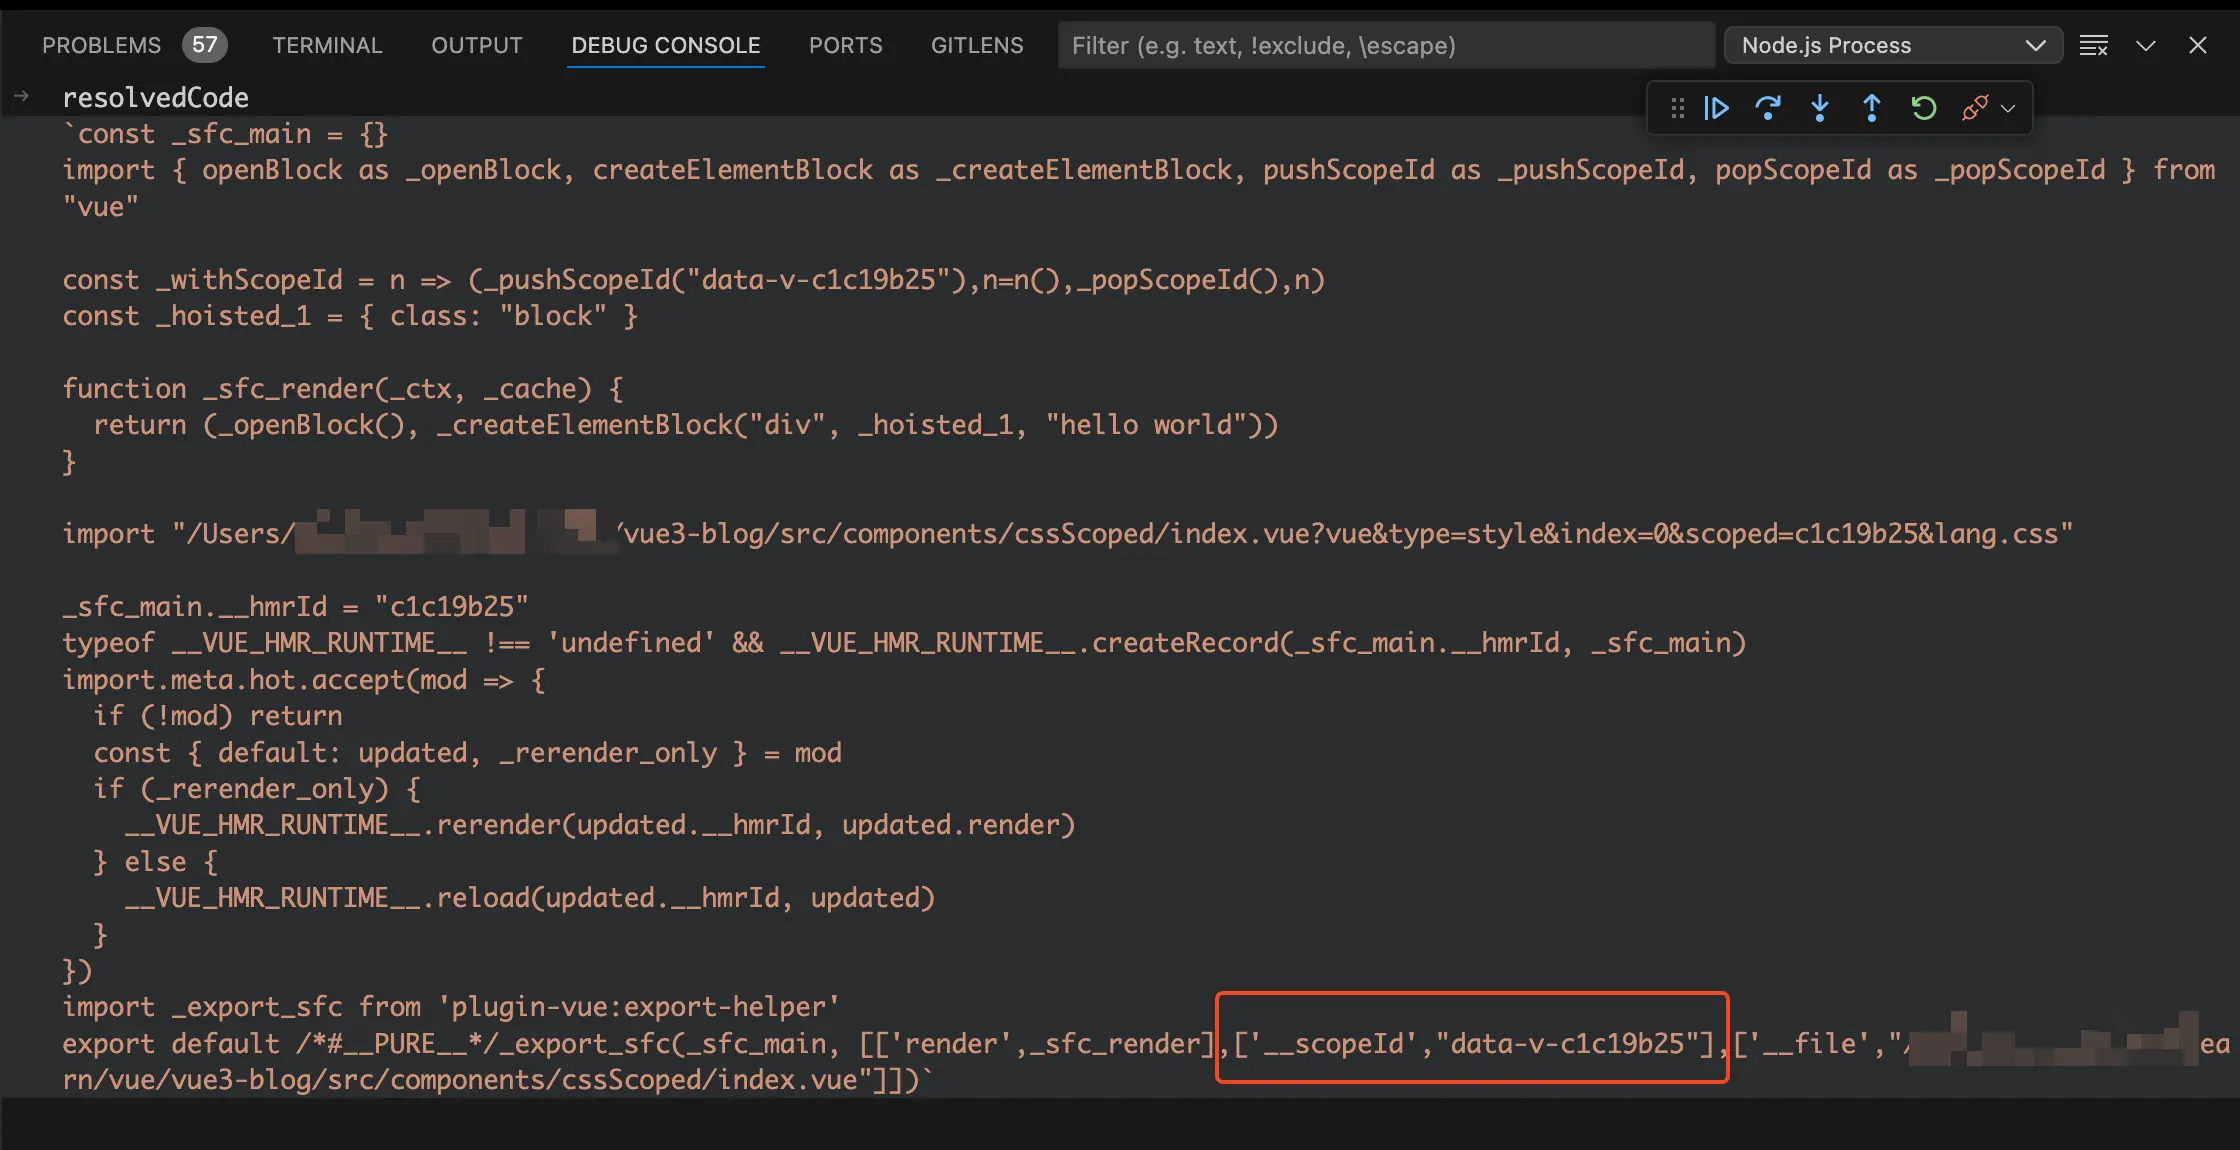 PROBLEMS 57 TERMINAL OUTPUT DEBUG CONSOLE PORTS GITLENS Filter (e.g. text, !exclude, \escape) Node.js Process
resolvedCode
`const _sfc_main = {}
import { openBlock as _openBlock, createElementBlock as _createElementBlock, pushScopeId as _pushScopeId, popScopeId as _popScopeId } from
"vue"
const _withScopeId = n => (_pushScopeId("data-v-c1c19b25"),n=n(),_popScopeId(),n)
const _hoisted_1 = { class: "block" }
function _sfc_render(_ctx, _cache) {
  return (_openBlock(), _createElementBlock("div", _hoisted_1, "hello world"))
}
import "/Users/ /vue3-blog/src/components/cssScoped/index.vue?vue&type=style&index=0&scoped=c1c19b25&lang.css"
_sfc_main.__hmrId = "c1c19b25"
typeof __VUE_HMR_RUNTIME__ !== 'undefined' && __VUE_HMR_RUNTIME__.createRecord(_sfc_main.__hmrId, _sfc_main)
import.meta.hot.accept(mod => {
  if (!mod) return
  const { default: updated, _rerender_only } = mod
  if (_rerender_only) {
    __VUE_HMR_RUNTIME__.rerender(updated.__hmrId, updated.render)
  } else {
    __VUE_HMR_RUNTIME__.reload(updated.__hmrId, updated)
  }
})
import _export_sfc from 'plugin-vue:export-helper'
export default /*#__PURE__*/_export_sfc(_sfc_main, [['render',_sfc_render],['__scopeId',"data-v-c1c19b25"],['__file',"/ ea
rn/vue/vue3-blog/src/components/cssScoped/index.vue"]])`